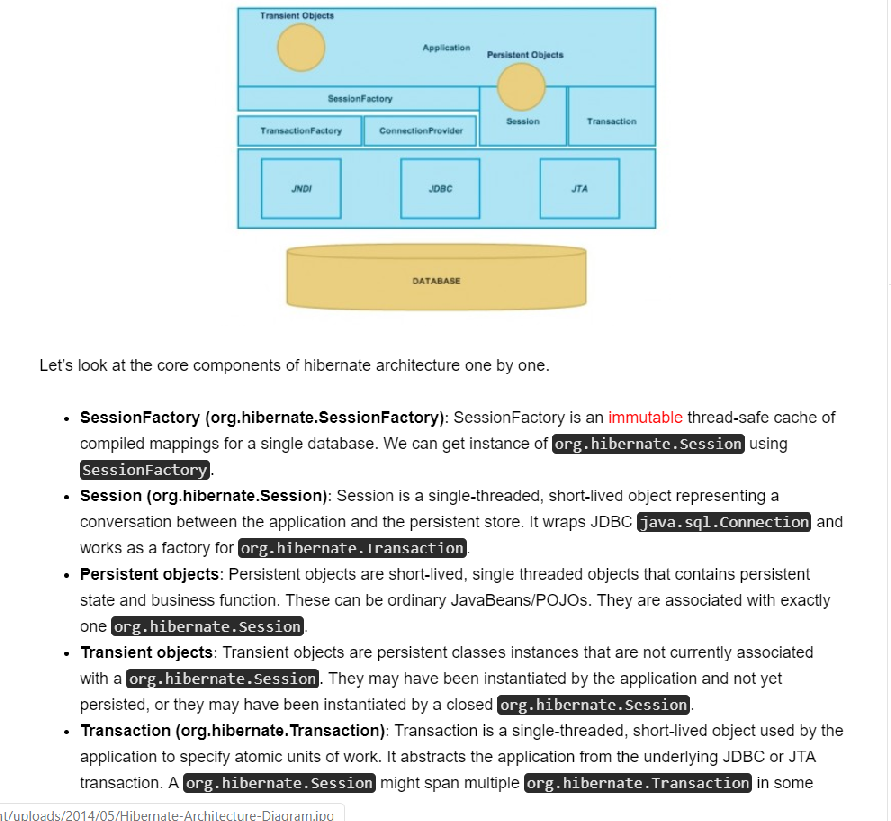 Transient Objects
Application
Persistent Objects
SessionFactory
Session
Transaction
TransactionFactory
ConnectionProvider
JNDI
JDBC
JTA
DATABASE
Let's look at the core components of hibernate architecture one by one.
• SessionFactory (org.hibernate.SessionFactory): SessionFactory is an immutable thread-safe cache of
compiled mappings for a single database. We can get instance of org.hibernate.Session using
SessionFactory.
• Session (org.hibernate.Session): Session is a single-threaded, short-lived object representing a
conversation between the application and the persistent store. It wraps JDBC java.sql.Connection and
works as a factory for org.hibernate.Transaction.
• Persistent objects: Persistent objects are short-lived, single threaded objects that contains persistent
state and business function. These can be ordinary JavaBeans/POJOs. They are associated with exactly
one org.hibernate.Session.
• Transient objects: Transient objects are persistent classes instances that are not currently associated
with a org.hibernate.Session. They may have been instantiated by the application and not yet
persisted, or they may have been instantiated by a closed org.hibernate.Session.
• Transaction (org.hibernate.Transaction): Transaction is a single-threaded, short-lived object used by the
application to specify atomic units of work. It abstracts the application from the underlying JDBC or JTA
transaction. A org.hibernate.Session might span multiple org.hibernate.Transaction in some
nt/uploads/2014/05/Hibernate-Architecture-Diagram.jpg